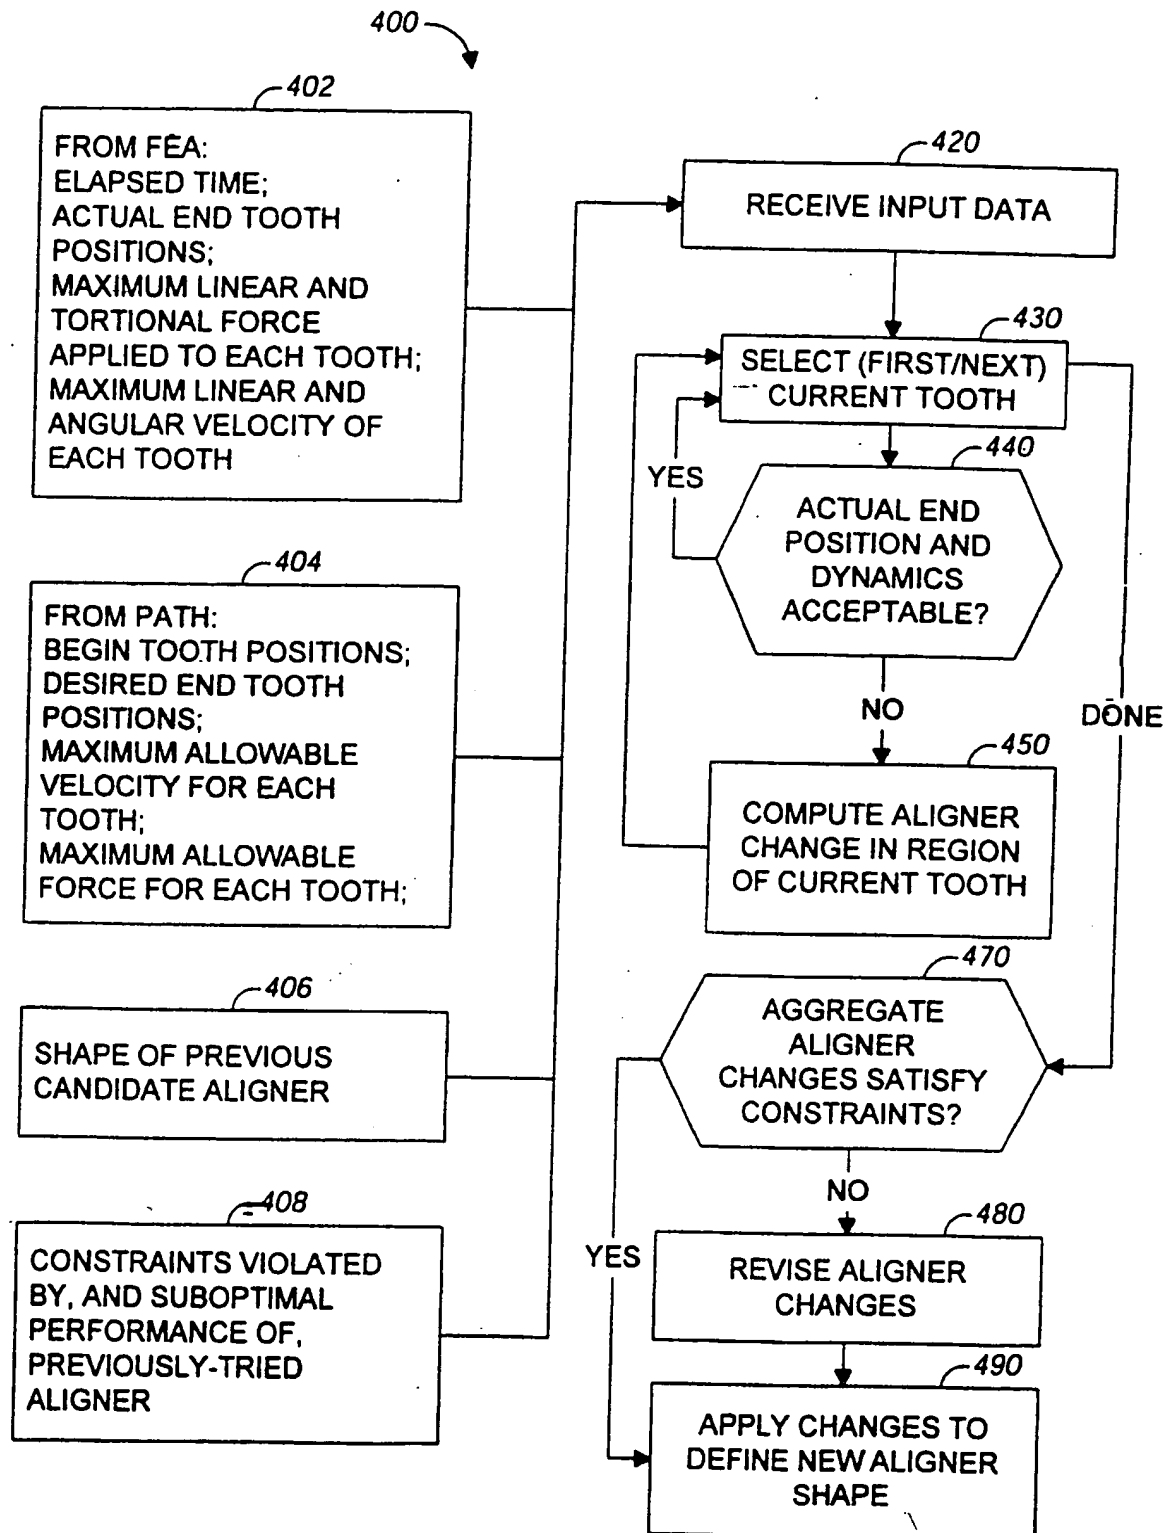 400
402
FROM FEA:
ELAPSED TIME;
ACTUAL END TOOTH
POSITIONS;
MAXIMUM LINEAR AND
TORTIONAL FORCE
APPLIED TO EACH TOOTH;
MAXIMUM LINEAR AND
ANGULAR VELOCITY OF
EACH TOOTH
404
FROM PATH:
BEGIN TOOTH POSITIONS;
DESIRED END TOOTH
POSITIONS;
MAXIMUM ALLOWABLE
VELOCITY FOR EACH
TOOTH;
MAXIMUM ALLOWABLE
FORCE FOR EACH TOOTH;
406
SHAPE OF PREVIOUS
CANDIDATE ALIGNER
408
CONSTRAINTS VIOLATED
BY, AND SUBOPTIMAL
PERFORMANCE OF,
PREVIOUSLY-TRIED
ALIGNER
420
RECEIVE INPUT DATA
430
SELECT (FIRST/NEXT)
CURRENT TOOTH
440
YES
ACTUAL END
POSITION AND
DYNAMICS
ACCEPTABLE?
NO
DONE
450
COMPUTE ALIGNER
CHANGE IN REGION
OF CURRENT TOOTH
470
AGGREGATE
ALIGNER
CHANGES SATISFY
CONSTRAINTS?
NO
YES
480
REVISE ALIGNER
CHANGES
490
APPLY CHANGES TO
DEFINE NEW ALIGNER
SHAPE